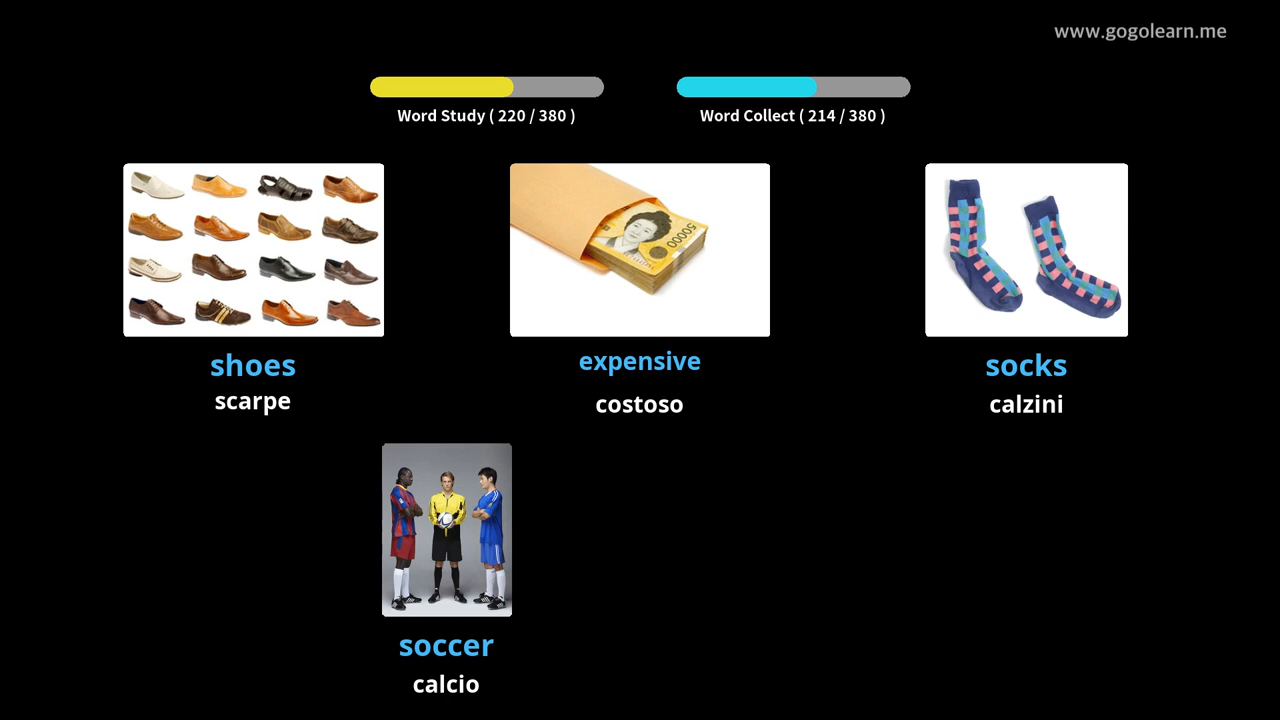 www.gogolearn.me
Word Study ( 220 / 380 )
Word Collect ( 214 / 380 )
50000
shoes
scarpe
expensive
costoso
socks
calzini
soccer
calcio